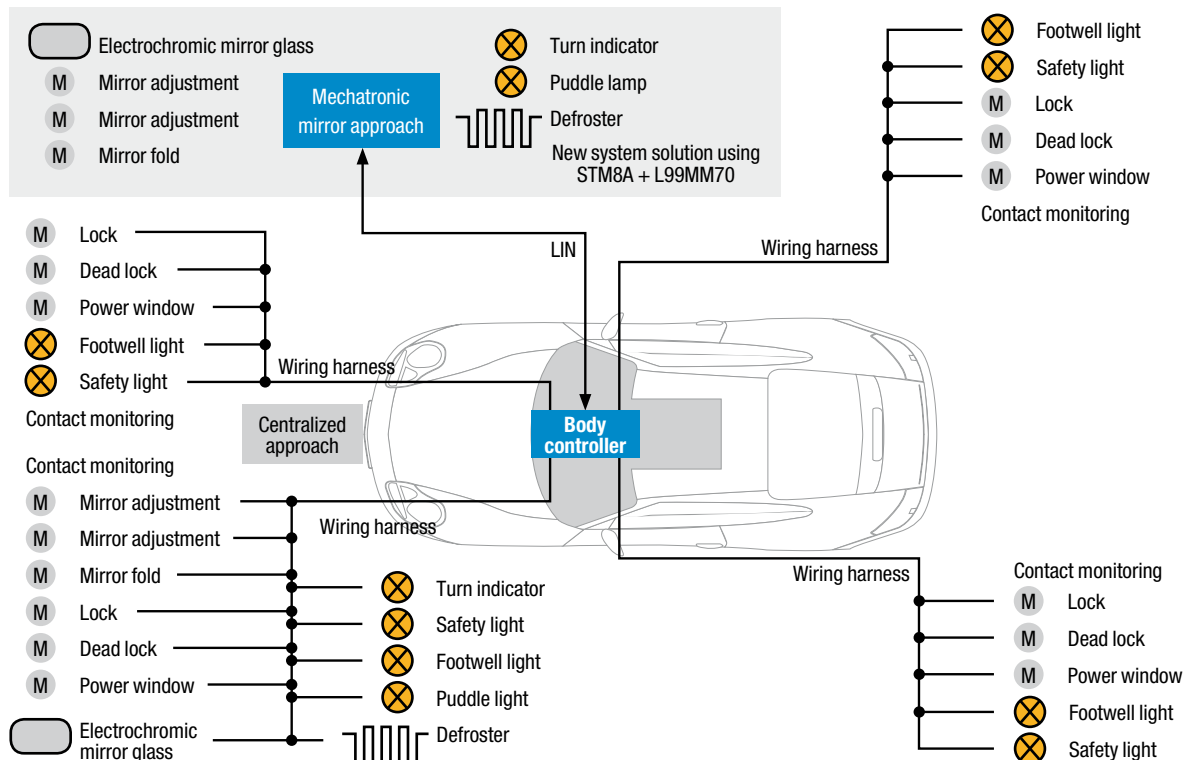 Electrochromic mirror glass
M Mirror adjustment
M Mirror adjustment
M Mirror fold
Mechatronic
mirror approach
Turn indicator
Puddle lamp
Defroster
New system solution using
STM8A + L99MM70
Footwell light
Safety light
M Lock
M Dead lock
M Power window
Contact monitoring
Wiring harness
LIN
M Lock
M Dead lock
M Power window
Footwell light
Safety light
Contact monitoring
Wiring harness
Centralized
approach
Body
controller
Contact monitoring
M Mirror adjustment
M Mirror adjustment
M Mirror fold
M Lock
M Dead lock
M Power window
Electrochromic
mirror glass
Wiring harness
Turn indicator
Safety light
Footwell light
Puddle light
Defroster
Wiring harness
Contact monitoring
M Lock
M Dead lock
M Power window
Footwell light
Safety light